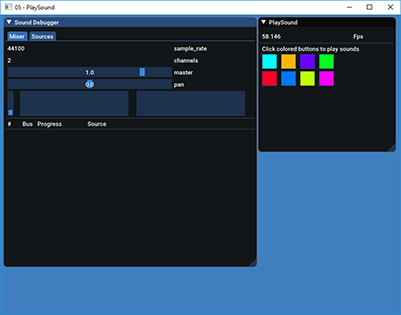 05 - PlaySound
Sound Debugger
Mixer Sources
44100 sample_rate
2 channels
1.0 master
0.0 pan
# Bus Progress Source
PlaySound
58.146 Fps
Click colored buttons to play sounds